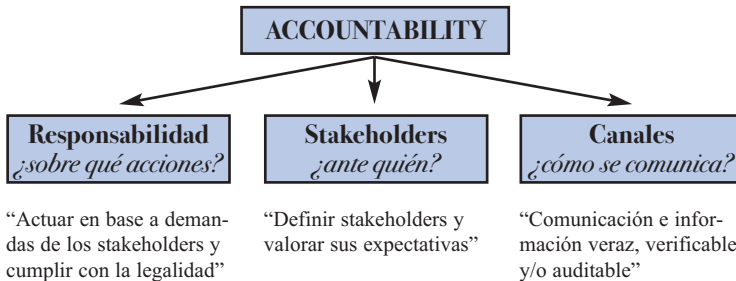 ACCOUNTABILITY
Responsabilidad
¿sobre qué acciones?
Stakeholders
¿ante quién?
Canales
¿cómo se comunica?
“Actuar en base a deman-
das de los stakeholders y
cumplir con la legalidad”
“Definir stakeholders y
valorar sus expectativas”
“Comunicación e infor-
mación veraz, verificable
y/o auditable”